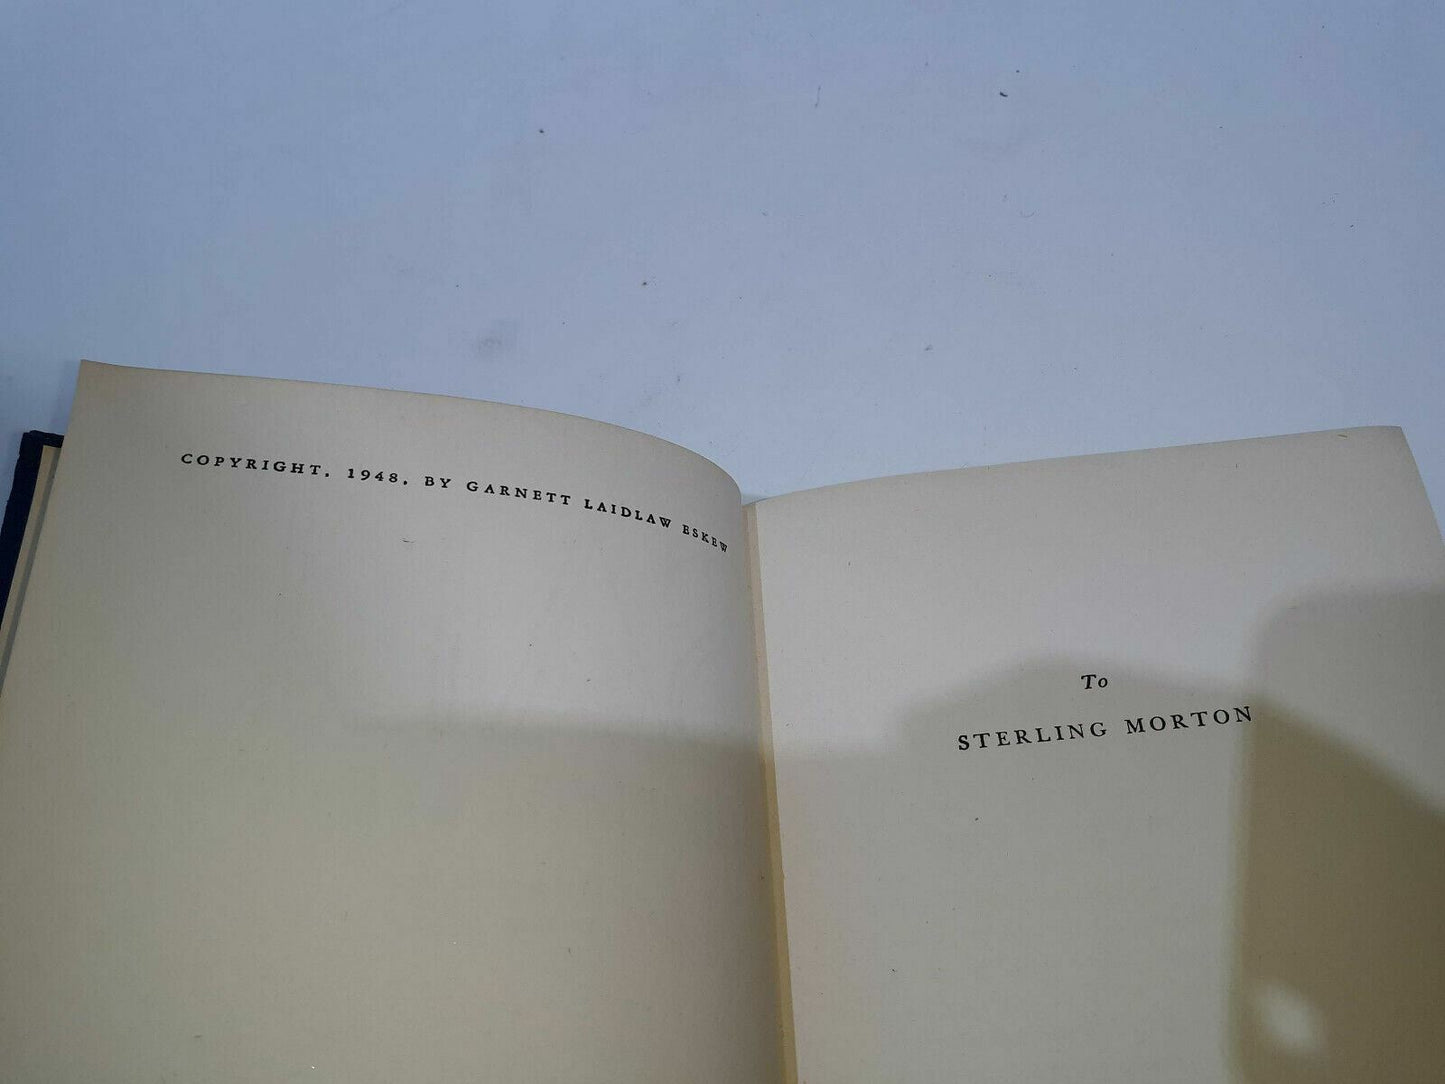 COPYRIGHT, 1948, BY GARNETT LAIDLAW ESKEW
To
STERLING MORTON